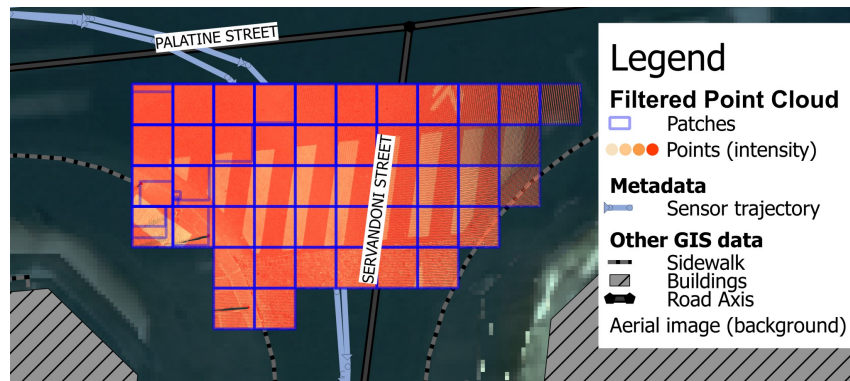 PALATINE STREET
SERVANDONI STREET
Legend
Filtered Point Cloud
Patches
Points (intensity)
Metadata
Sensor trajectory
Other GIS data
Sidewalk
Buildings
Road Axis
Aerial image (background)